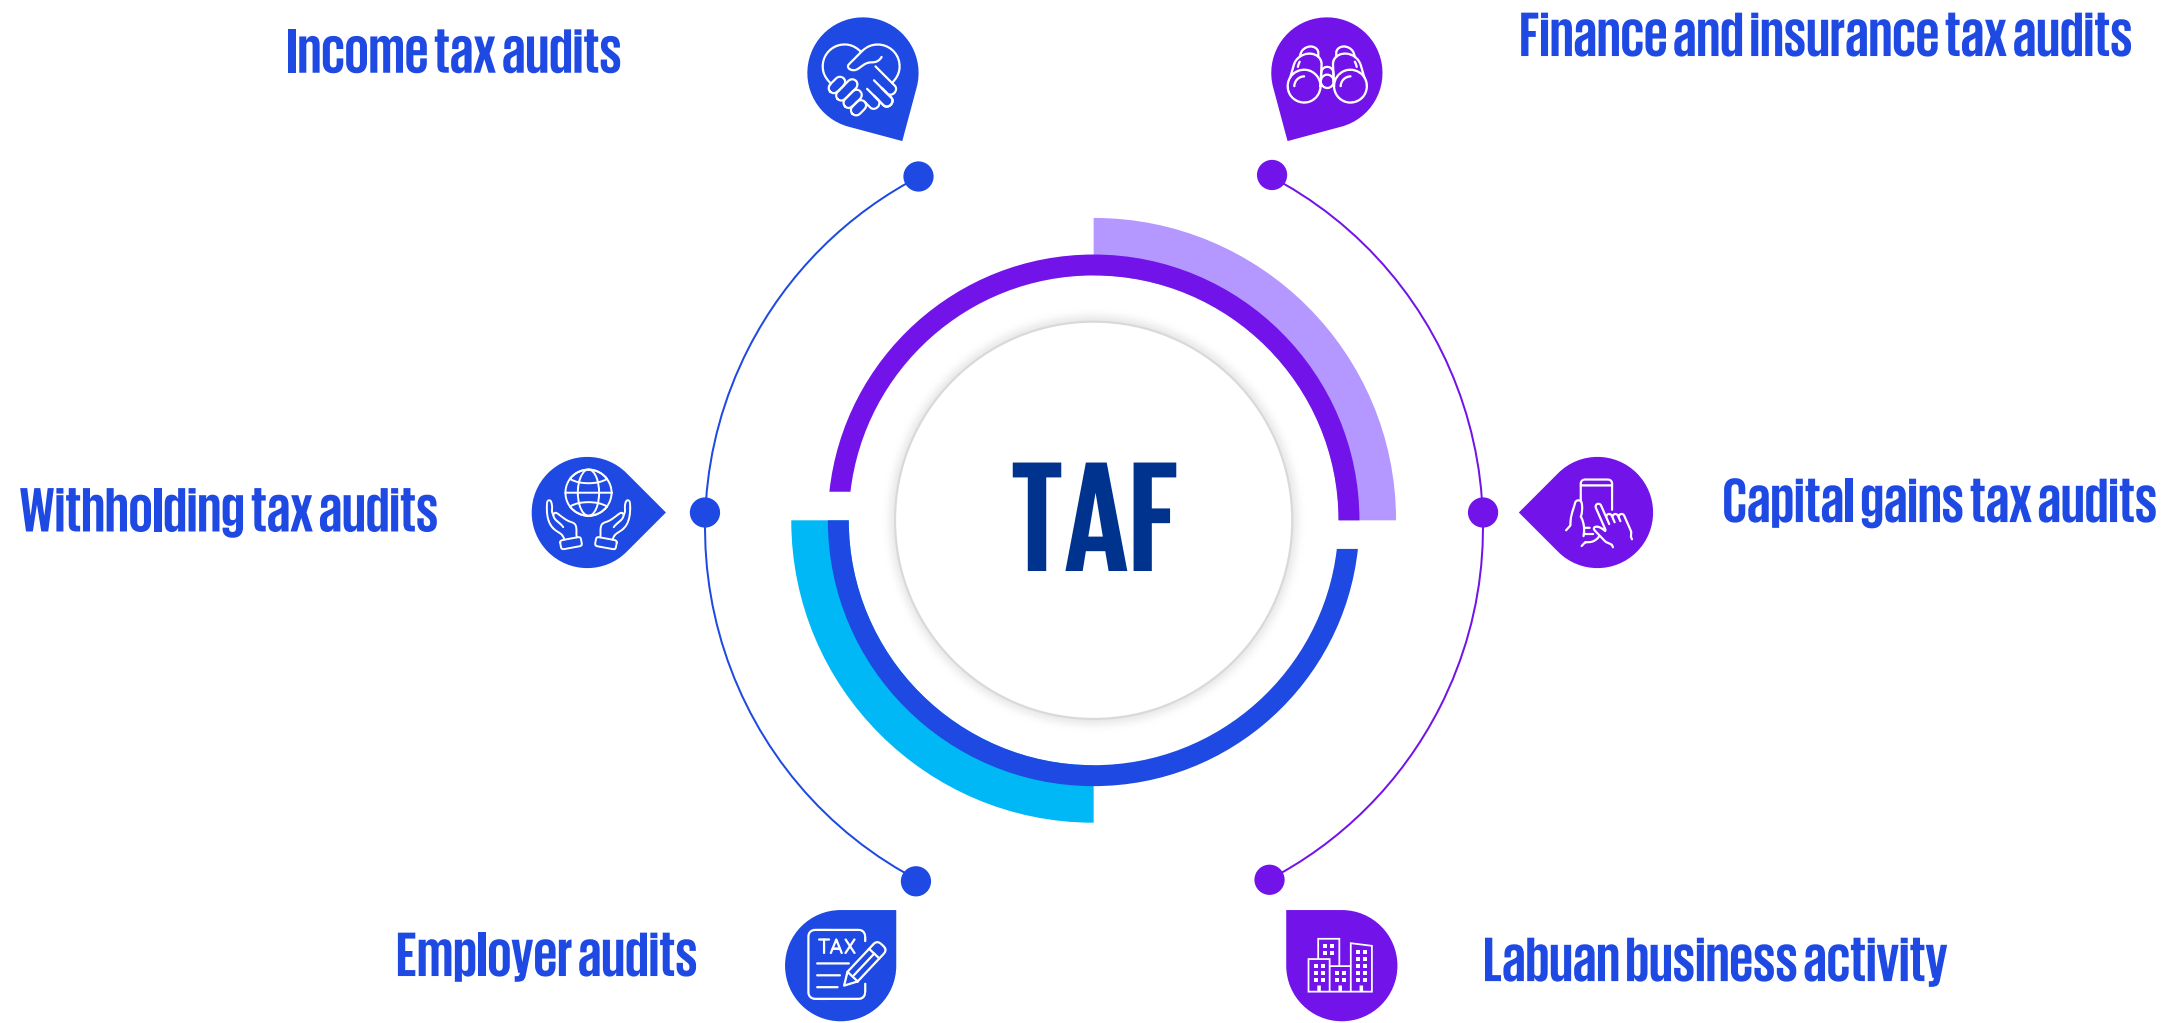 Income tax audits
Finance and insurance tax audits
Withholding tax audits
TAF
Capital gains tax audits
Employer audits
TAX
Labuan business activity